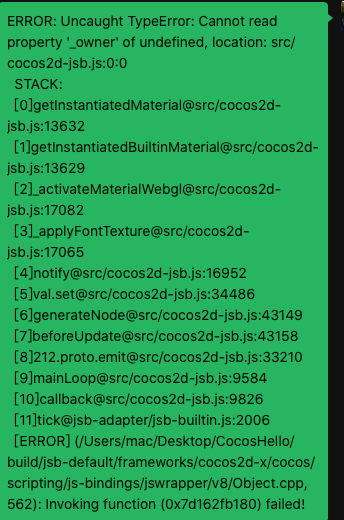 ERROR: Uncaught TypeError: Cannot read
property '_owner' of undefined, location: src/
cocos2d-jsb.js:0:0
STACK:
[0]getInstantiatedMaterial@src/cocos2d-
jsb.js:13632
[1]getInstantiatedBuiltinMaterial@src/cocos2d-
jsb.js:13629
[2]_activateMaterialWebgl@src/cocos2d-
jsb.js:17082
[3]_applyFontTexture@src/cocos2d-
jsb.js:17065
[4]notify@src/cocos2d-jsb.js:16952
[5]val.set@src/cocos2d-jsb.js:34486
[6]generateNode@src/cocos2d-jsb.js:43149
[7]beforeUpdate@src/cocos2d-jsb.js:43158
[8]212.proto.emit@src/cocos2d-jsb.js:33210
[9]mainLoop@src/cocos2d-jsb.js:9584
[10]callback@src/cocos2d-jsb.js:9826
[11]tick@jsb-adapter/jsb-builtin.js:2006
[ERROR] (/Users/mac/Desktop/CocosHello/
build/jsb-default/frameworks/cocos2d-x/cocos/
scripting/js-bindings/jswrapper/v8/Object.cpp,
562): Invoking function (0x7d162fb180) failed!